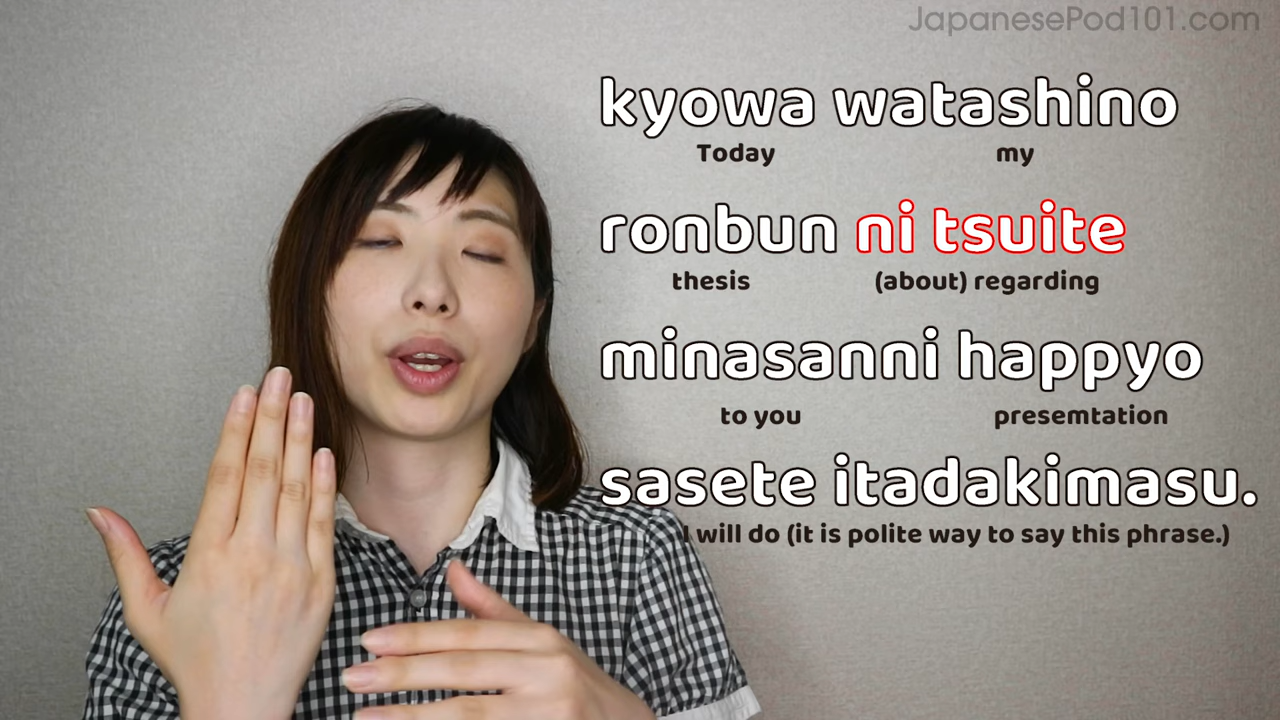 JapanesePod101.com
kyowa watashino
Today my
ronbun ni tsuite
thesis (about) regarding
minasanni happyo
to you presemtation
sasete itadakimasu.
I will do (it is polite way to say this phrase.)